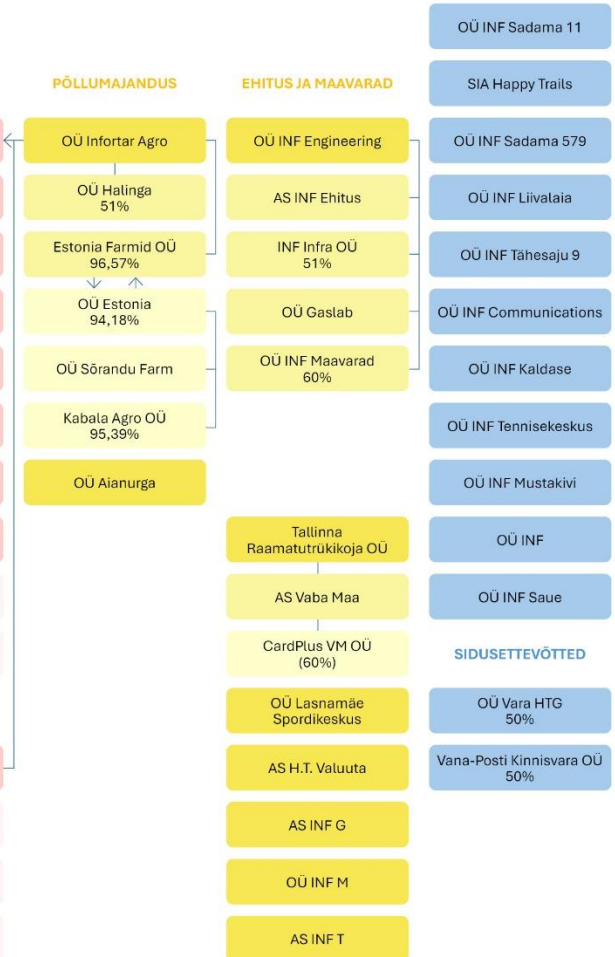 PÕLLUMAJANDUS
OÜ Infortar Agro
OÜ Halinga
51%
Estonia Farmid OÜ
96,57%
OÜ Estonia
94,18%
OÜ Sõrandu Farm
Kabala Agro OÜ
95,39%
OÜ Aianurga
EHITUS JA MAAVARAD
OÜ INF Engineering
AS INF Ehitus
INF Infra OÜ
51%
OÜ Gaslab
OÜ INF Maavarad
60%
Tallinna
Raamatutrükikoja OÜ
AS Vaba Maa
CardPlus VM OÜ
(60%)
OÜ Lasnamäe
Spordikeskus
AS H.T. Valuuta
AS INF G
OÜ INF M
AS INF T
OÜ INF Sadama 11
SIA Happy Trails
OÜ INF Sadama 579
OÜ INF Liivalaia
OÜ INF Tähesaju 9
OÜ INF Communications
OÜ INF Kaldase
OÜ INF Tennisekeskus
OÜ INF Mustakivi
OÜ INF
OÜ INF Saue
SIDUSETTEVÕTTED
OÜ Vara HTG
50%
Vana-Posti Kinnisvara OÜ
50%